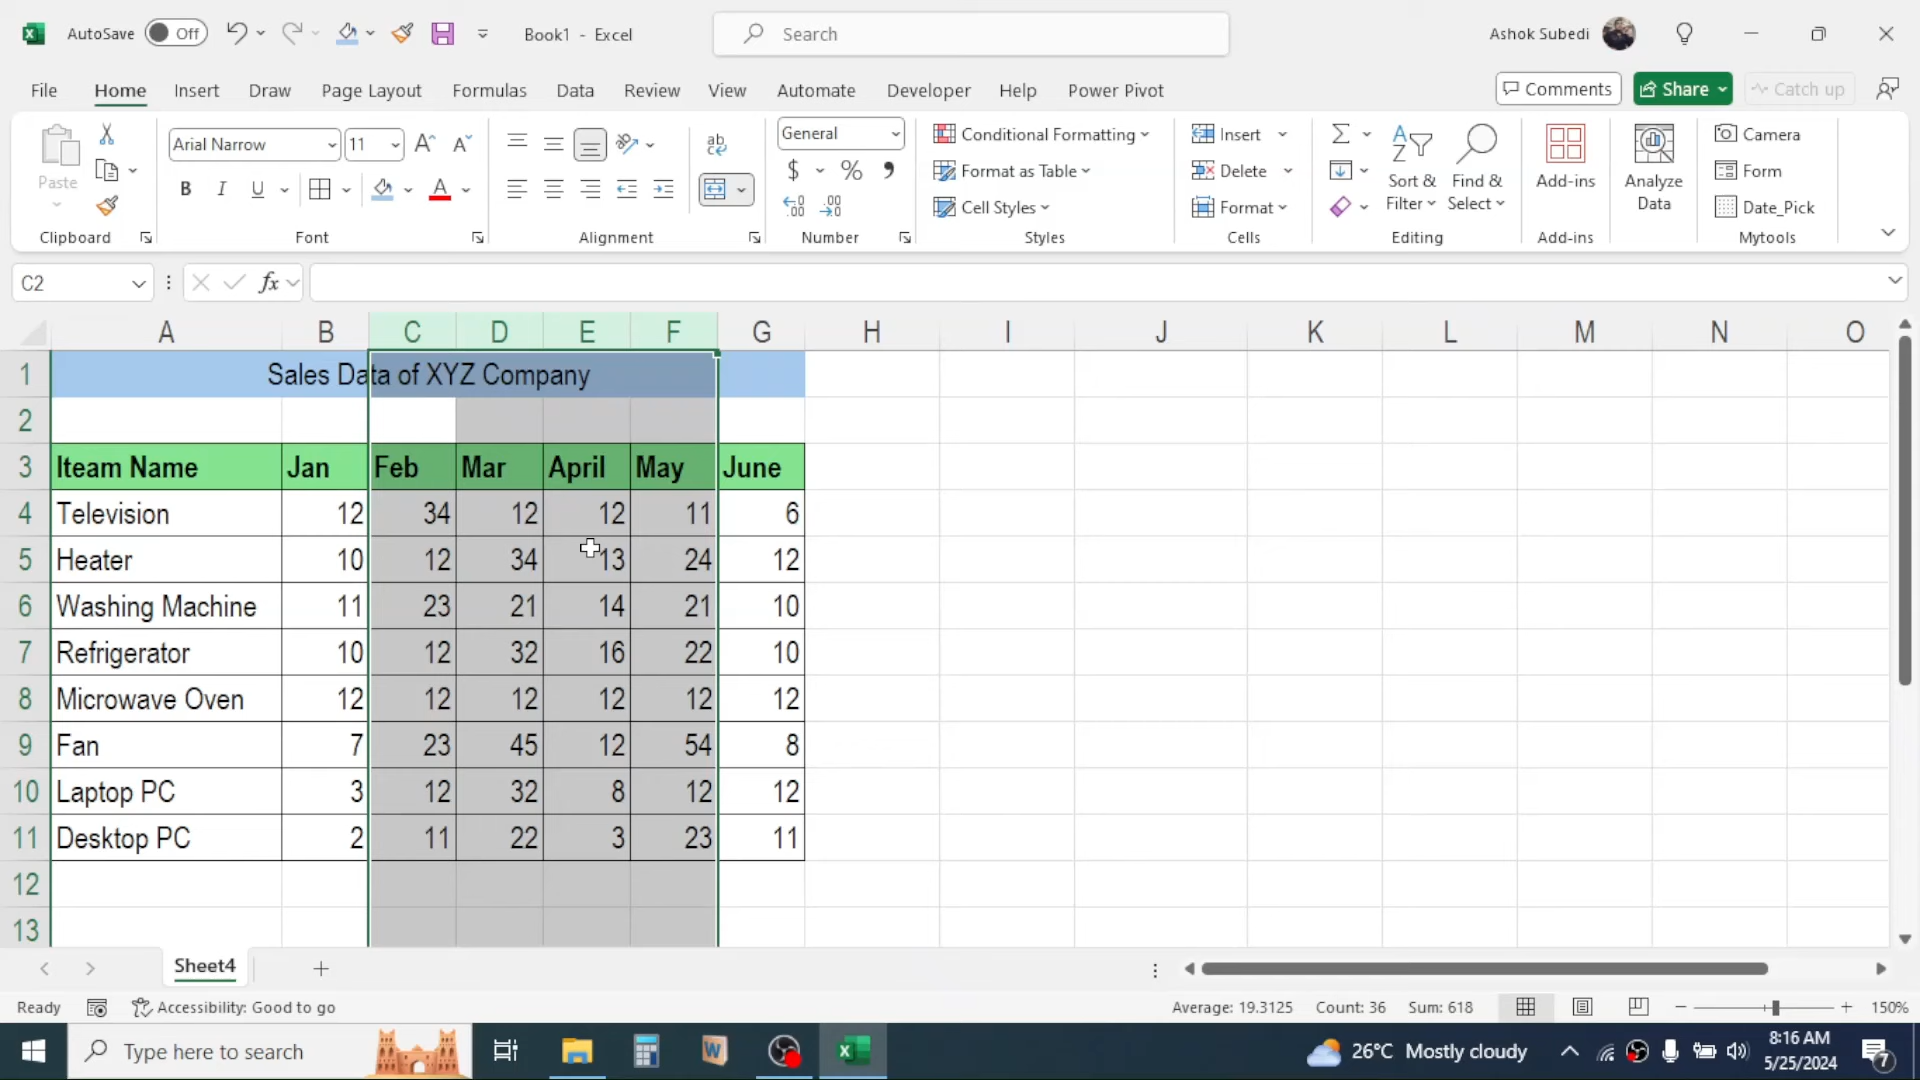 AutoSave Off Book1 - Excel Search Ashok Subedi
File Home Insert Draw Page Layout Formulas Data Review View Automate Developer Help Power Pivot Comments Share Catch up
Paste
Clipboard
Arial Narrow 11
B I U A
Font
ab
Alignment
General
$ % 9
Number
Conditional Formatting
Format as Table
Cell Styles
Styles
Insert
Delete
Format
Cells
Sort & Filter
Find & Select
Editing
Add-ins
Add-ins
Analyze Data
Camera
Form
Date_Pick
Mytools
C2 fx
A B C D E F G H I J K L M N O
1 Sales Data of XYZ Company
2
3 Iteam Name Jan Feb Mar April May June
4 Television 12 34 12 12 11 6
5 Heater 10 12 34 13 24 12
6 Washing Machine 11 23 21 14 21 10
7 Refrigerator 10 12 32 16 22 10
8 Microwave Oven 12 12 12 12 12 12
9 Fan 7 23 45 12 54 8
10 Laptop PC 3 12 32 8 12 12
11 Desktop PC 2 11 22 3 23 11
12
13
Sheet4
Ready Accessibility: Good to go Average: 19.3125 Count: 36 Sum: 618 150%
Type here to search 26°C Mostly cloudy 8:16 AM
5/25/2024 7